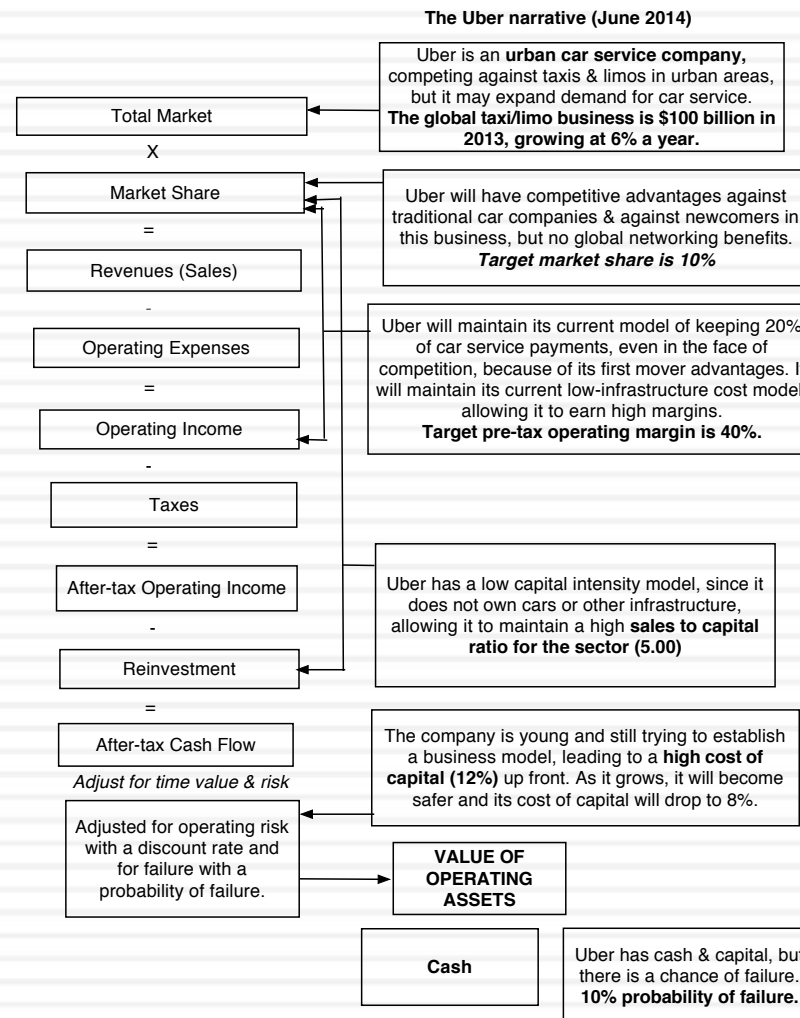 The Uber narrative (June 2014)
Uber is an urban car service company,
competing against taxis & limos in urban areas,
but it may expand demand for car service.
The global taxi/limo business is $100 billion in
2013, growing at 6% a year.
Total Market
X
Market Share
Uber will have competitive advantages against
traditional car companies & against newcomers in
this business, but no global networking benefits.
Target market share is 10%
=
Revenues (Sales)
-
Operating Expenses
Uber will maintain its current model of keeping 20%
of car service payments, even in the face of
competition, because of its first mover advantages. I
will maintain its current low-infrastructure cost model
allowing it to earn high margins.
Target pre-tax operating margin is 40%.
=
Operating Income
-
Taxes
=
After-tax Operating Income
Uber has a low capital intensity model, since it
does not own cars or other infrastructure,
allowing it to maintain a high sales to capital
ratio for the sector (5.00)
-
Reinvestment
=
After-tax Cash Flow
The company is young and still trying to establish
a business model, leading to a high cost of
capital (12%) up front. As it grows, it will become
safer and its cost of capital will drop to 8%.
Adjust for time value & risk
Adjusted for operating risk
with a discount rate and
for failure with a
probability of failure.
VALUE OF
OPERATING
ASSETS
Cash
Uber has cash & capital, but
there is a chance of failure.
10% probability of failure.